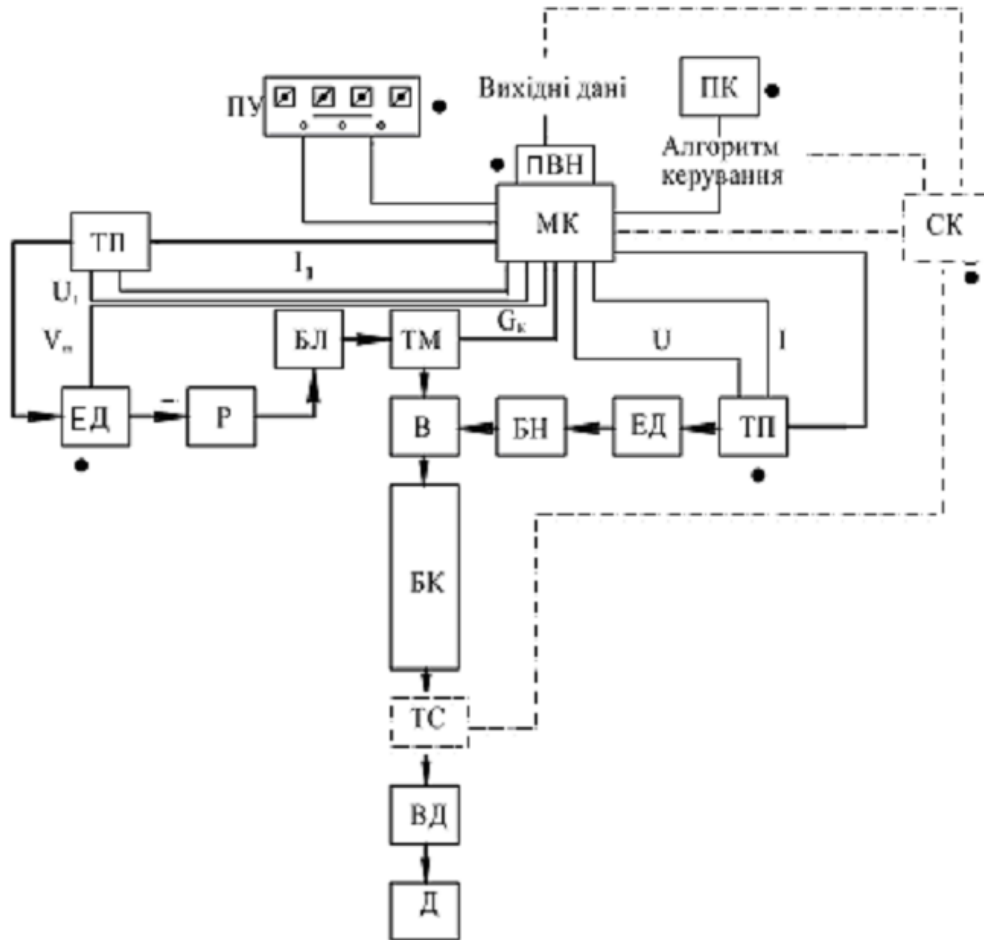 Вихідні дані
ПК
ПУ
ПВН
Алгоритм
керування
МК
СК
ТП
I
U
V
БЛ
ТМ
Gк
U
I
ЕД
Р
В
БН
ЕД
ТП
БК
ТС
ВД
Д